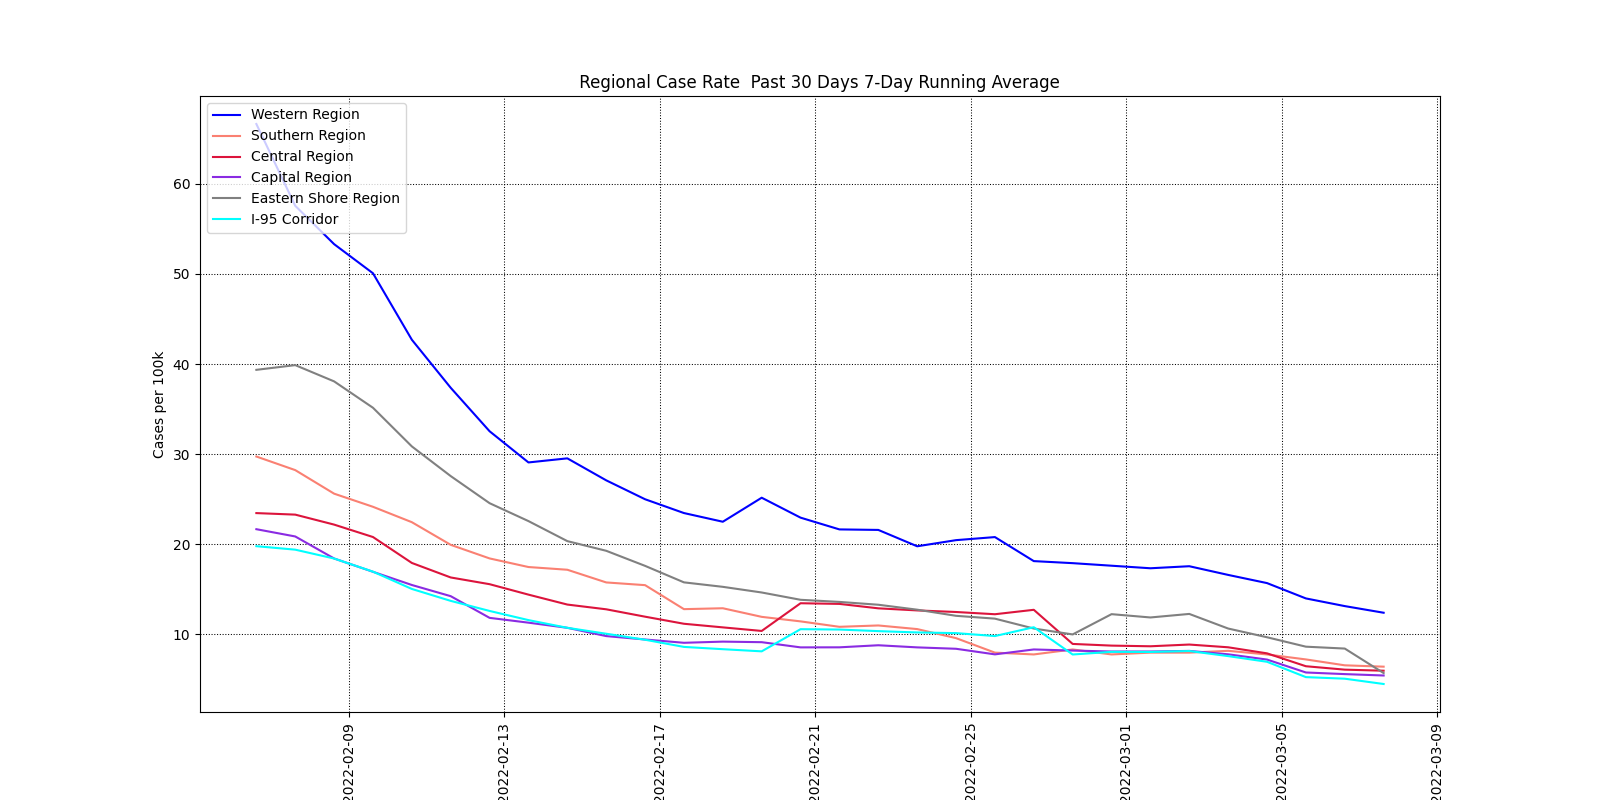 Regional Case Rate  Past 30 Days 7-Day Running Average
Western Region
Southern Region
Central Region
Capital Region
Eastern Shore Region
I-95 Corridor
Cases per 100k
60
50
40
30
20
10
2022-02-09
2022-02-13
2022-02-17
2022-02-21
2022-02-25
2022-03-01
2022-03-05
2022-03-09